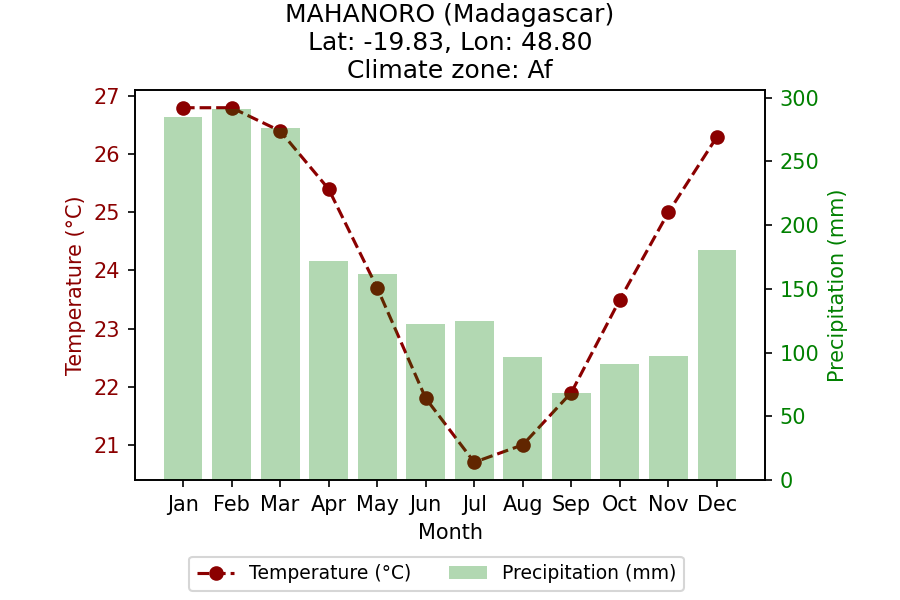 MAHANORO (Madagascar)
Lat: -19.83, Lon: 48.80
Climate zone: Af
27
26
25
24
23
22
21
Temperature (°C)
300
250
200
150
100
50
0
Precipitation (mm)
Jan Feb Mar Apr May Jun Jul Aug Sep Oct Nov Dec
Month
Temperature (°C) Precipitation (mm)